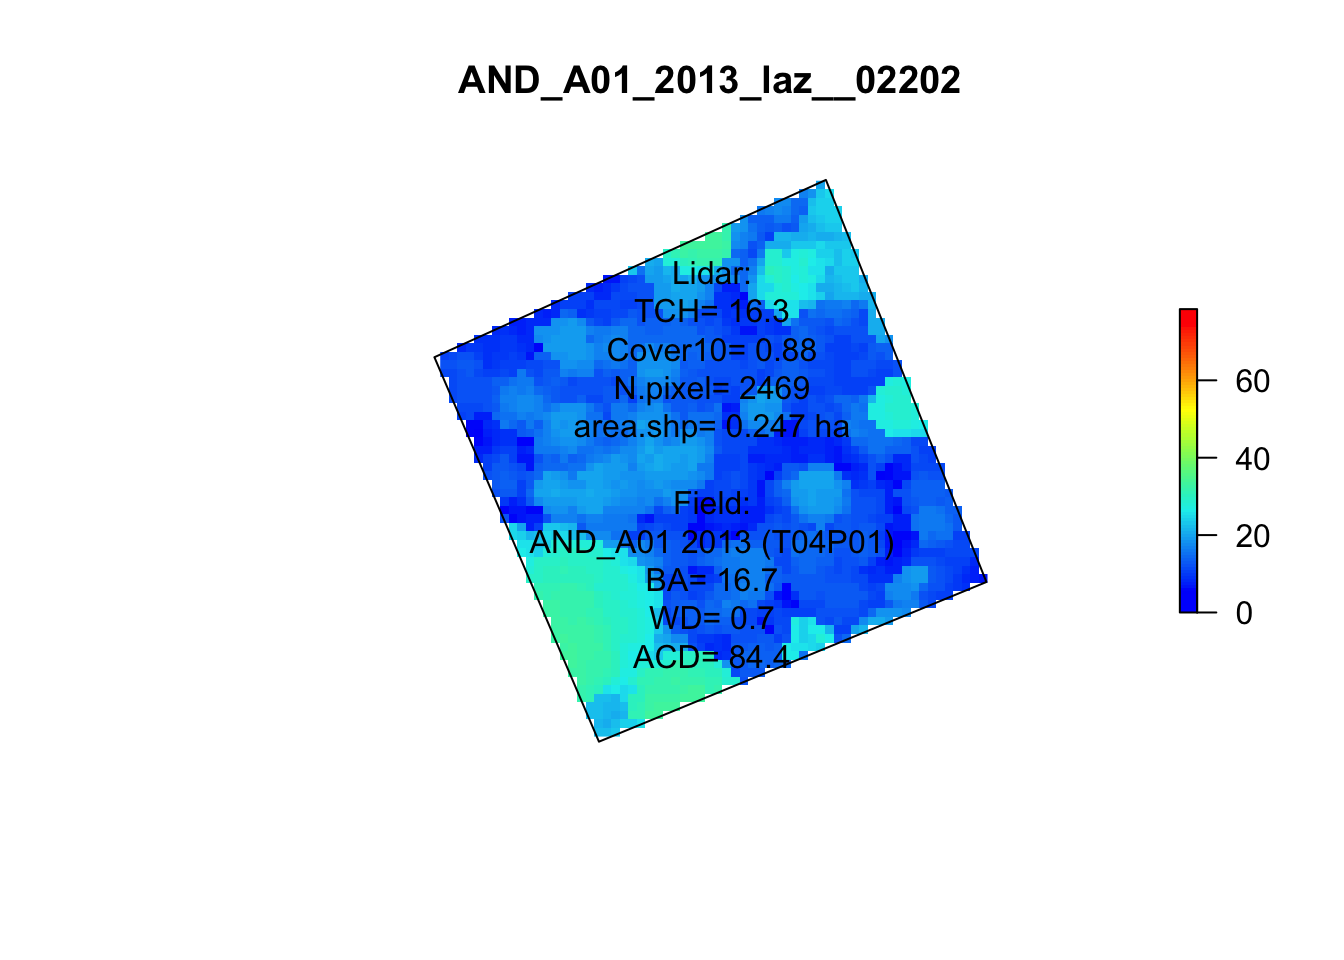 AND_A01_2013_laz__02202
Lidar:
TCH= 16.3
Cover10= 0.88
N.pixel= 2469
area.shp= 0.247 ha
Field:
AND_A01 2013 (T04P01)
BA= 16.7
WD= 0.7
ACD= 84.4
60
40
20
0